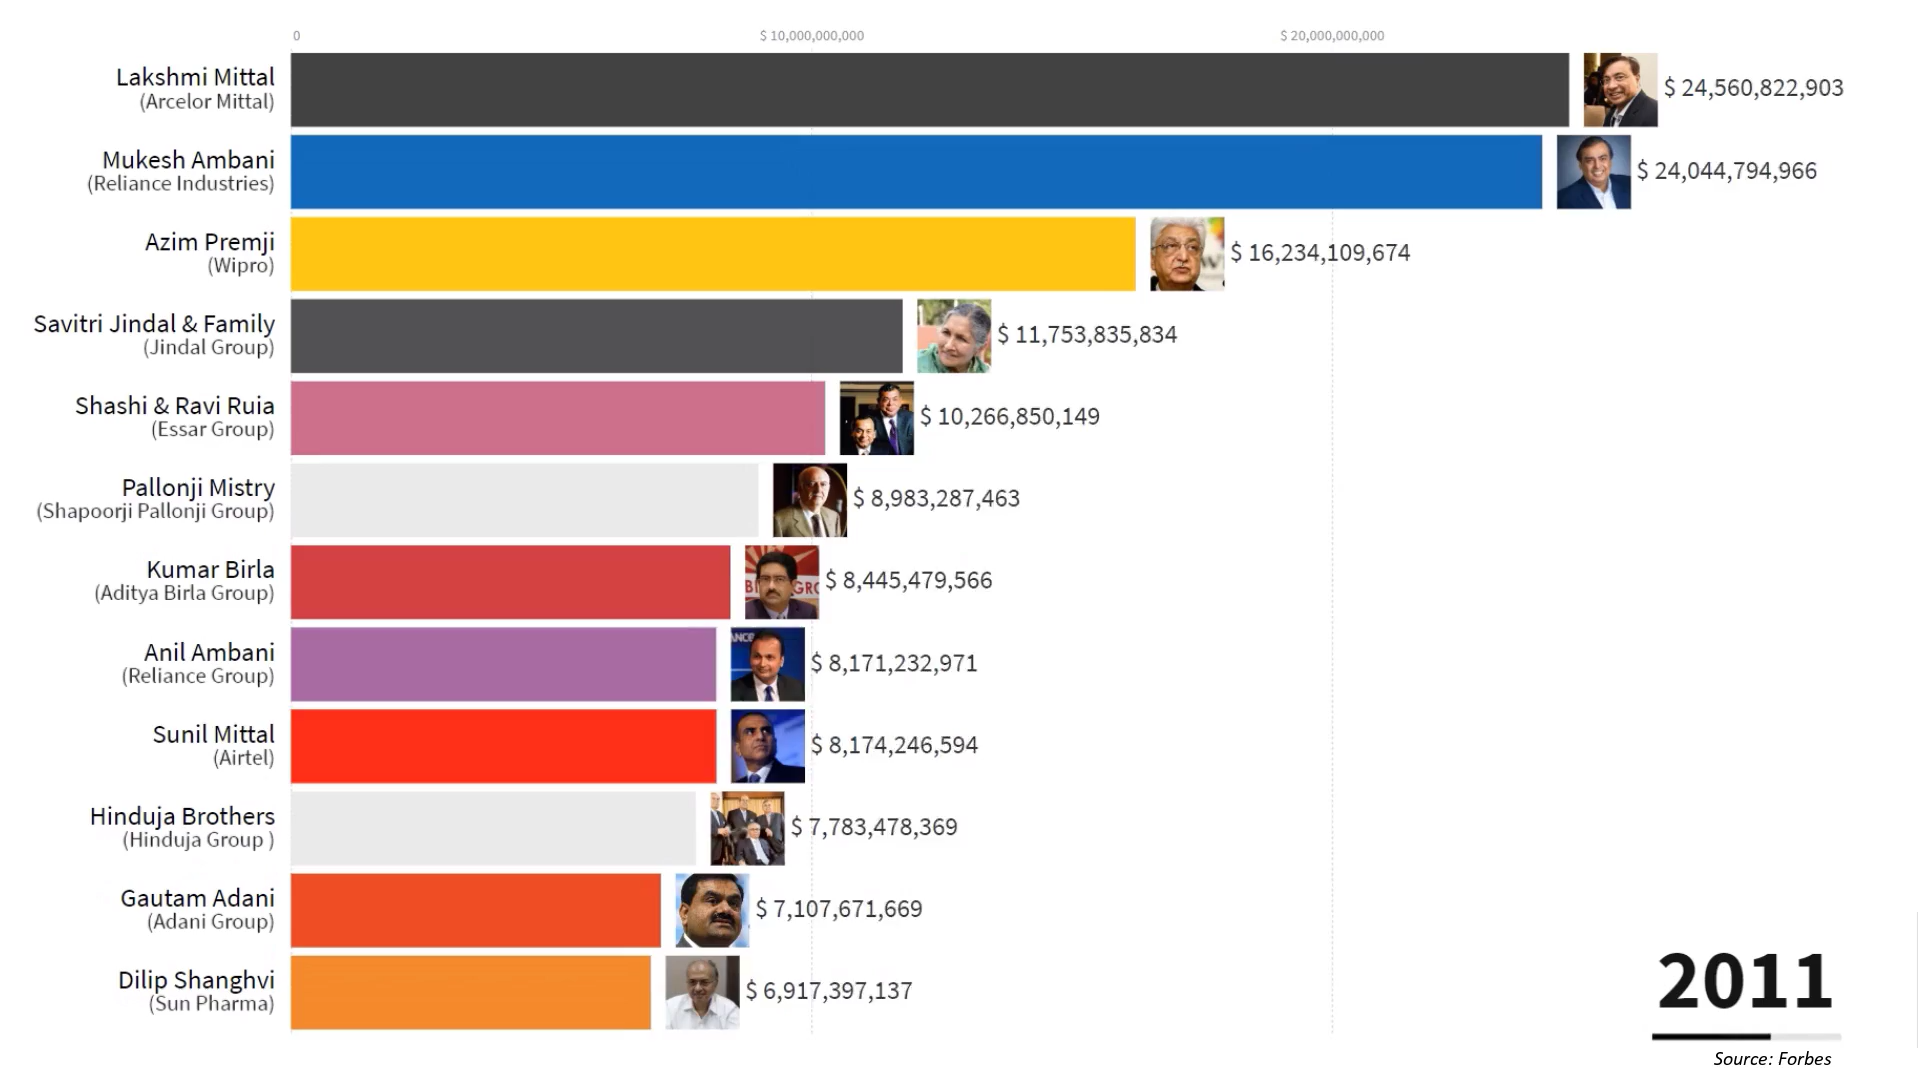 0
$ 10,000,000,000
$ 20,000,000,000
Lakshmi Mittal
(Arcelor Mittal)
$ 24,560,822,903
Mukesh Ambani
(Reliance Industries)
$ 24,044,794,966
Azim Premji
(Wipro)
$ 16,234,109,674
Savitri Jindal & Family
(Jindal Group)
$ 11,753,835,834
Shashi & Ravi Ruia
(Essar Group)
$ 10,266,850,149
Pallonji Mistry
(Shapoorji Pallonji Group)
$ 8,983,287,463
Kumar Birla
(Aditya Birla Group)
$ 8,445,479,566
Anil Ambani
(Reliance Group)
$ 8,171,232,971
Sunil Mittal
(Airtel)
$ 8,174,246,594
Hinduja Brothers
(Hinduja Group )
$ 7,783,478,369
Gautam Adani
(Adani Group)
$ 7,107,671,669
Dilip Shanghvi
(Sun Pharma)
$ 6,917,397,137
2011
Source: Forbes